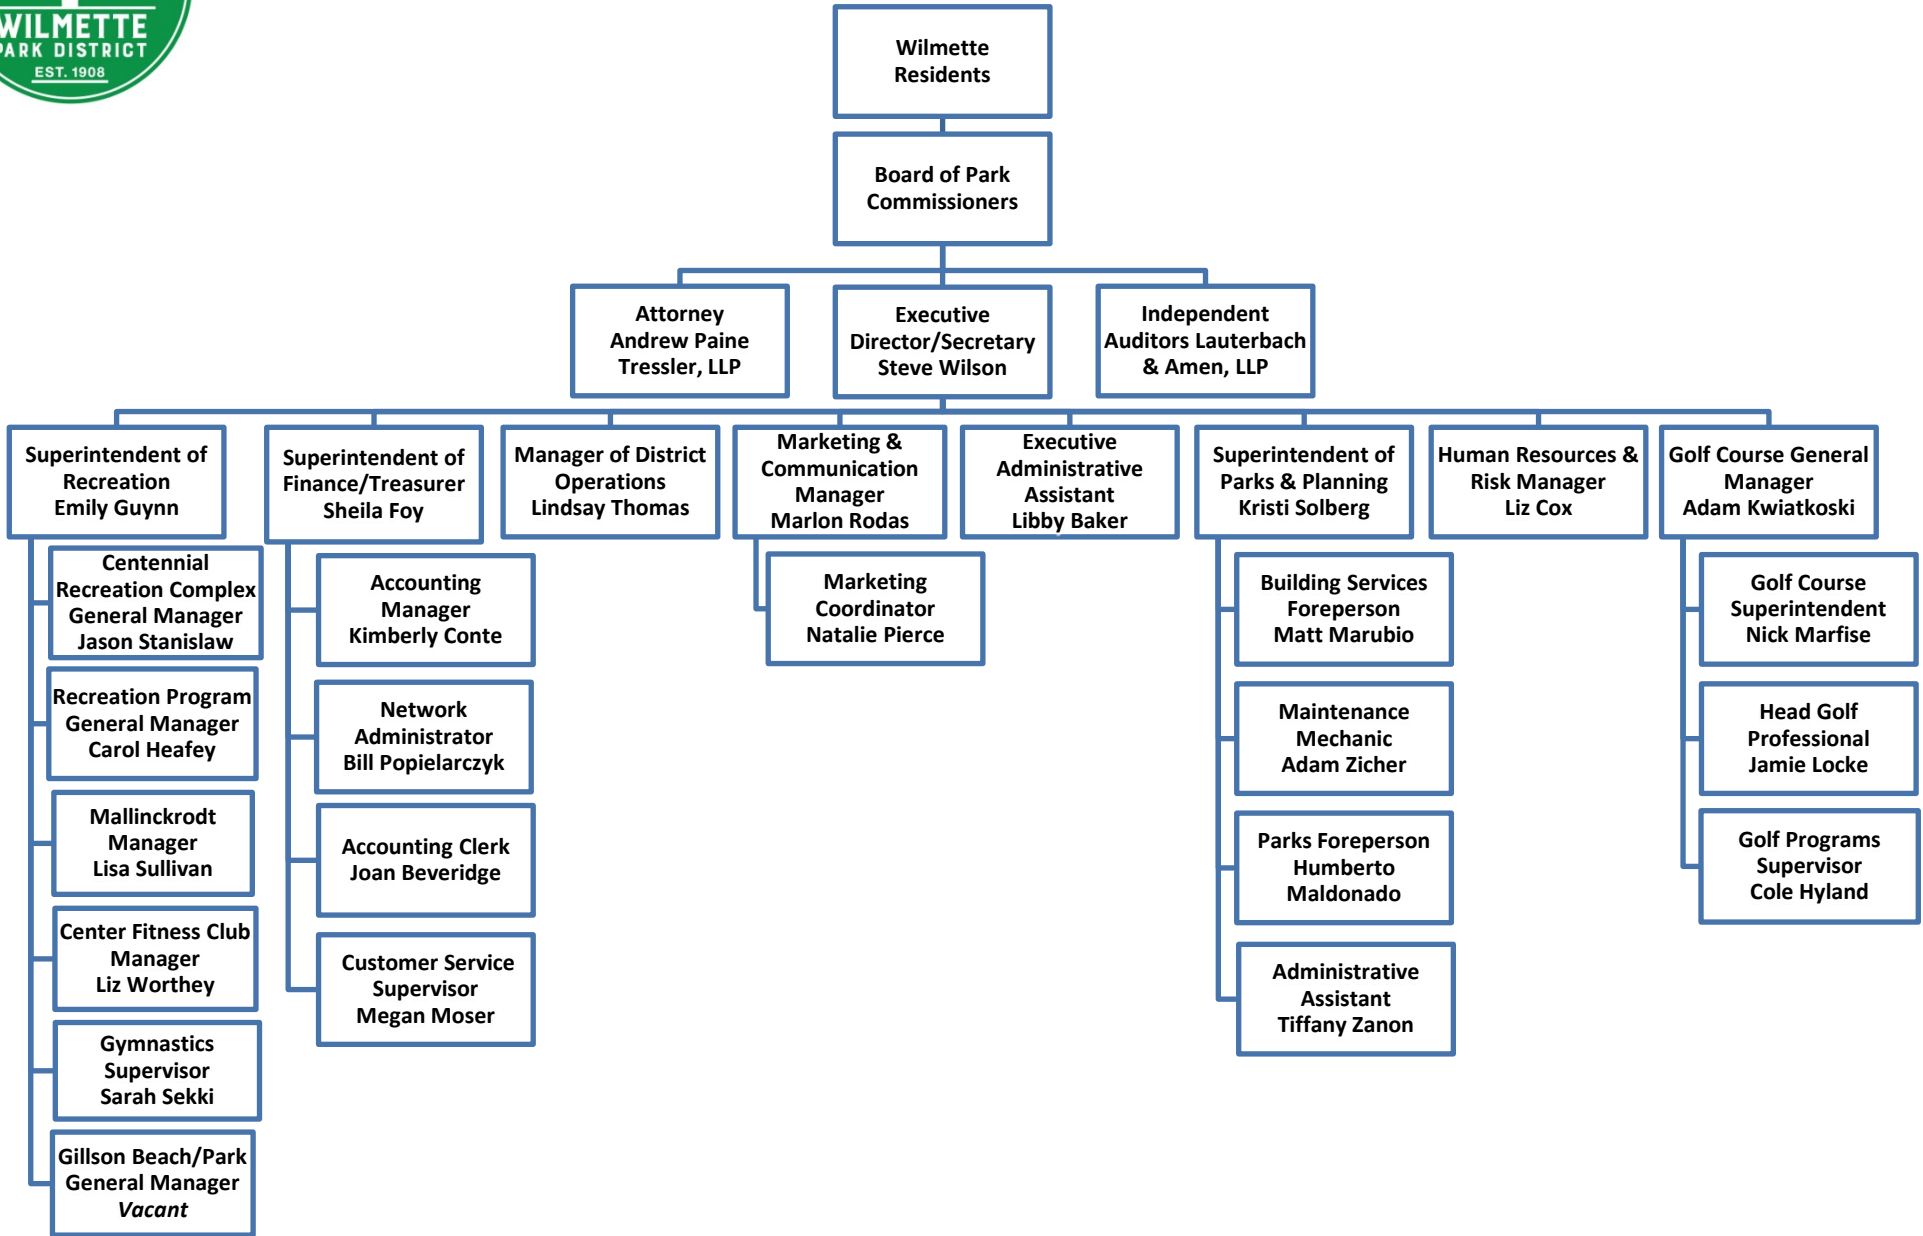 WILMETTE
PARK DISTRICT
EST. 1908
Wilmette
Residents
Board of Park
Commissioners
Attorney
Andrew Paine
Tressler, LLP
Executive
Director/Secretary
Steve Wilson
Independent
Auditors Lauterbach
& Amen, LLP
Superintendent of
Recreation
Emily Guynn
Superintendent of
Finance/Treasurer
Sheila Foy
Manager of District
Operations
Lindsay Thomas
Marketing &
Communication
Manager
Marlon Rodas
Executive
Administrative
Assistant
Libby Baker
Superintendent of
Parks & Planning
Kristi Solberg
Human Resources &
Risk Manager
Liz Cox
Golf Course General
Manager
Adam Kwiatkoski
Centennial
Recreation Complex
General Manager
Jason Stanislaw
Recreation Program
General Manager
Carol Heafey
Mallinckrodt
Manager
Lisa Sullivan
Center Fitness Club
Manager
Liz Worthey
Gymnastics
Supervisor
Sarah Sekki
Gillson Beach/Park
General Manager
Vacant
Accounting
Manager
Kimberly Conte
Network
Administrator
Bill Popielarczyk
Accounting Clerk
Joan Beveridge
Customer Service
Supervisor
Megan Moser
Marketing
Coordinator
Natalie Pierce
Building Services
Foreperson
Matt Marubio
Maintenance
Mechanic
Adam Zicher
Parks Foreperson
Humberto
Maldonado
Administrative
Assistant
Tiffany Zanon
Golf Course
Superintendent
Nick Marfise
Head Golf
Professional
Jamie Locke
Golf Programs
Supervisor
Cole Hyland